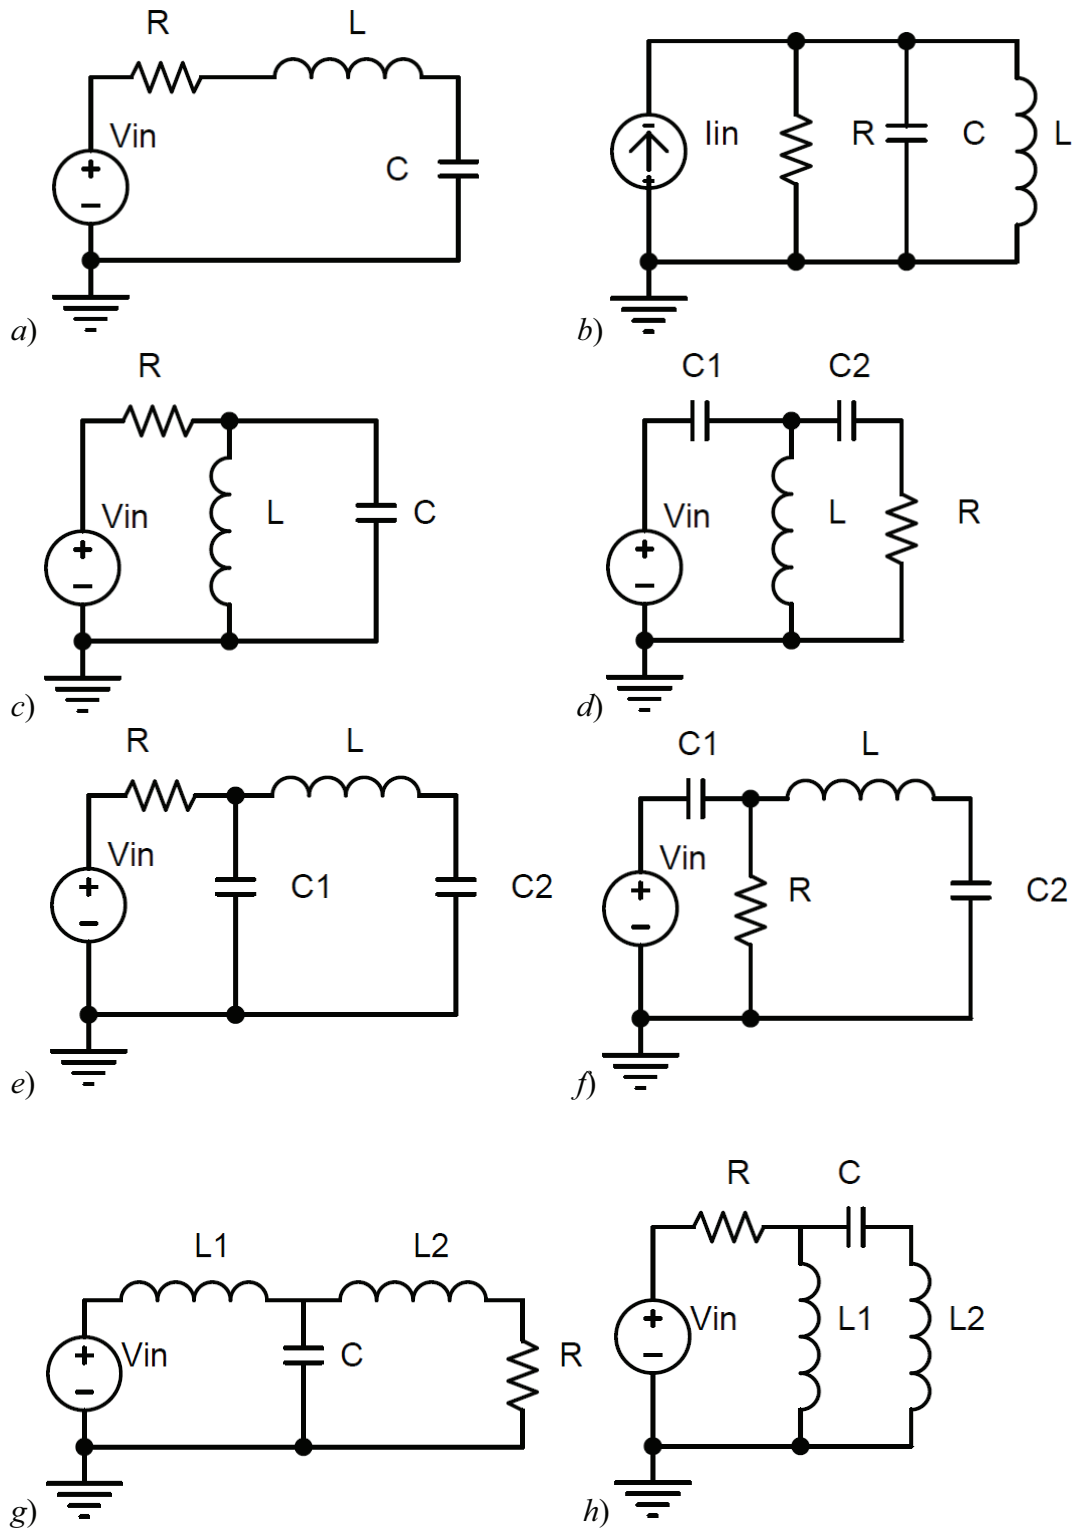 R L
Vin
C
a)
Iin R C L
b)
R
Vin L C
c)
C1 C2
Vin L R
d)
R L
Vin
C1 C2
e)
C1 L
Vin
R C2
f)
L1 L2
Vin C R
g)
R C
Vin L1 L2
h)